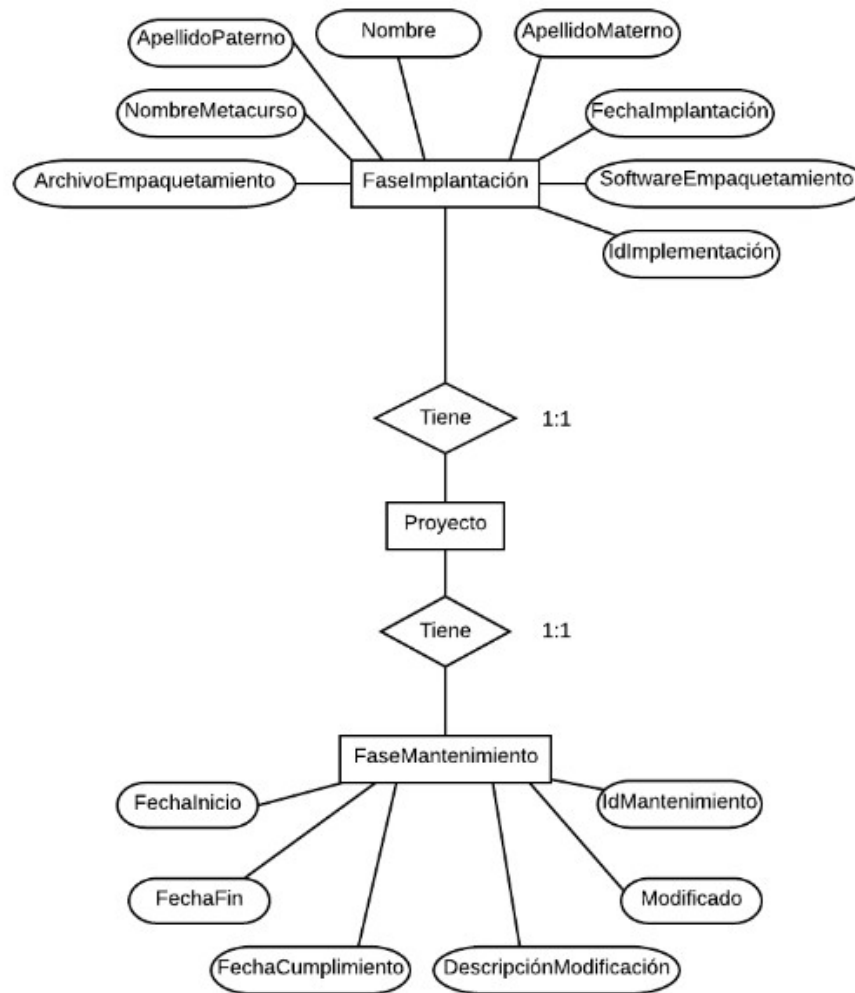 Nombre
ApellidoPaterno
ApellidoMaterno
NombreMetacurso
FechaImplantación
ArchivoEmpaquetamiento
FaseImplantación
SoftwareEmpaquetamiento
IdImplementación
Tiene
1:1
Proyecto
Tiene
1:1
FaseMantenimiento
FechaInicio
IdMantenimiento
FechaFin
Modificado
FechaCumplimiento
DescripciónModificación